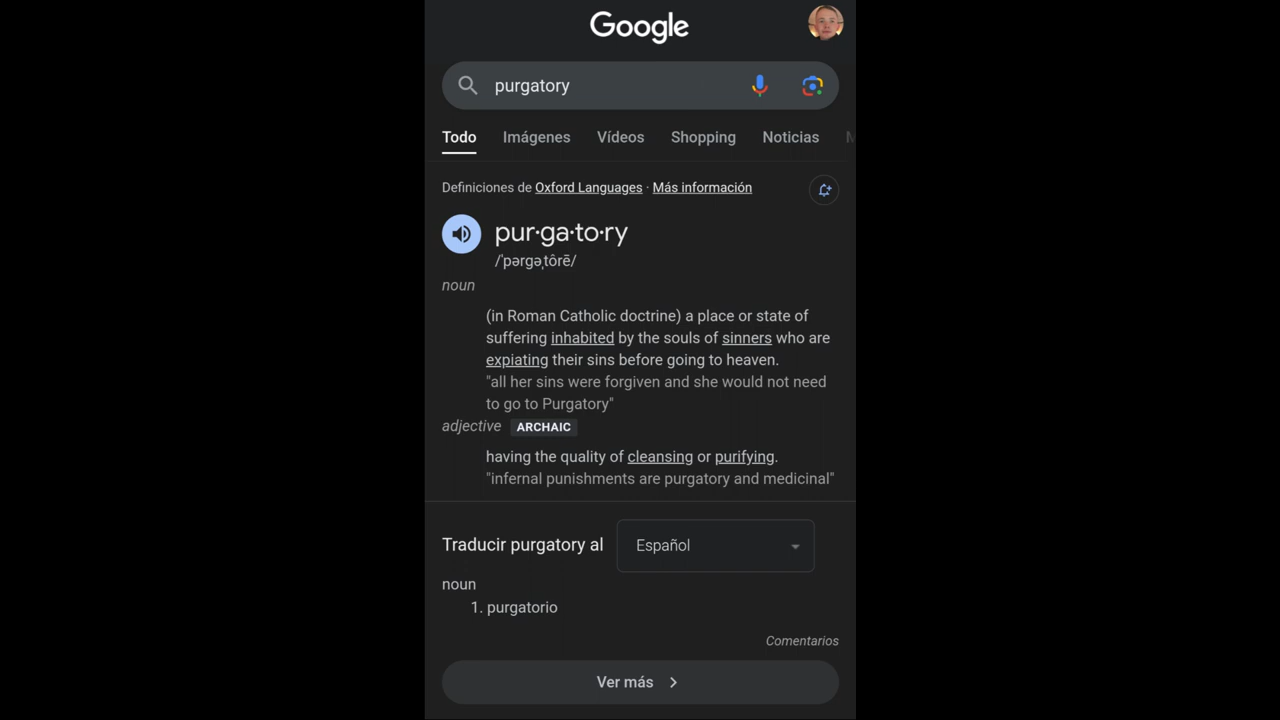 Google
purgatory
Todo Imágenes Vídeos Shopping Noticias
Definiciones de Oxford Languages · Más información
pur·ga·to·ry
/ˈpərɡəˌtôrē/
noun
(in Roman Catholic doctrine) a place or state of
suffering inhabited by the souls of sinners who are
expiating their sins before going to heaven.
"all her sins were forgiven and she would not need
to go to Purgatory"
adjective ARCHAIC
having the quality of cleansing or purifying.
"infernal punishments are purgatory and medicinal"
Traducir purgatory al Español
noun
1. purgatorio
Comentarios
Ver más